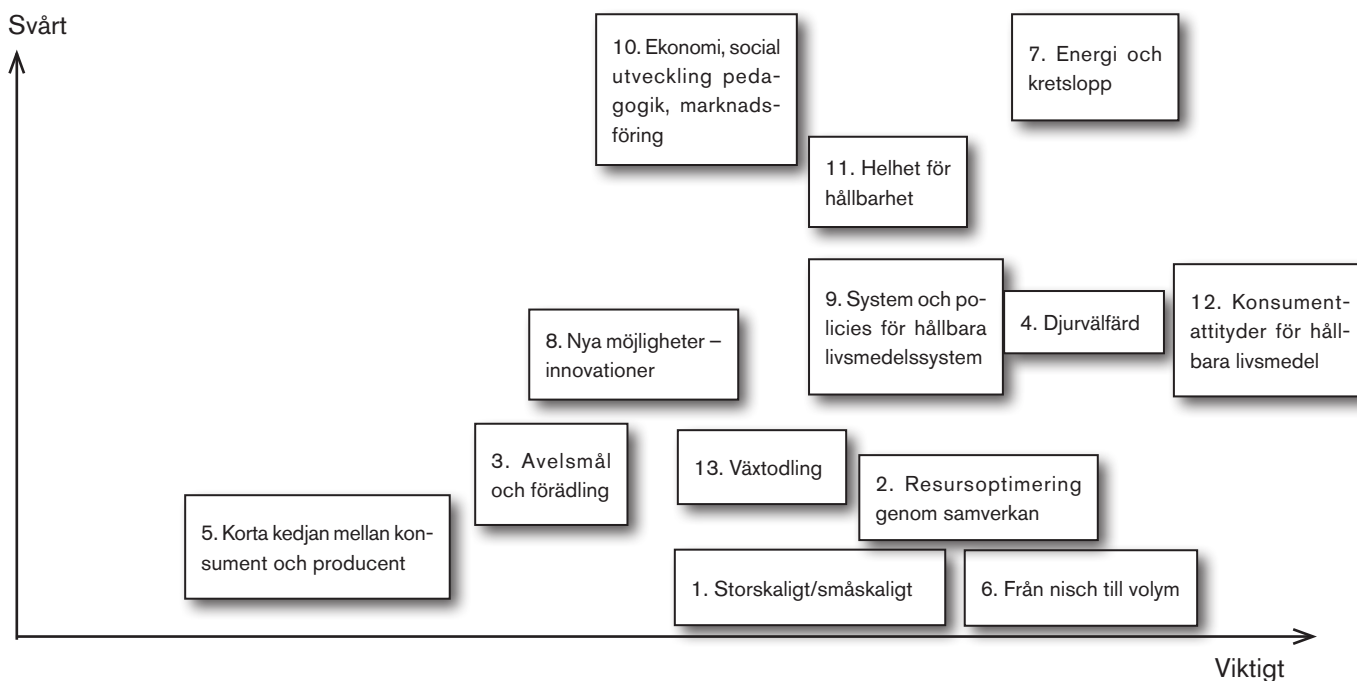 Svårt
10. Ekonomi, social
utveckling peda-
gogik, marknads-
föring
7. Energi och
kretslopp
11. Helhet för
hållbarhet
9. System och po-
licies för hållbara
livsmedelssystem
4. Djurvälfärd
12. Konsument-
attityder för håll-
bara livsmedel
8. Nya möjligheter –
innovationer
3. Avelsmål
och förädling
13. Växtodling
2. Resursoptimering
genom samverkan
5. Korta kedjan mellan kon-
sument och producent
1. Storskaligt/småskaligt
6. Från nisch till volym
Viktigt